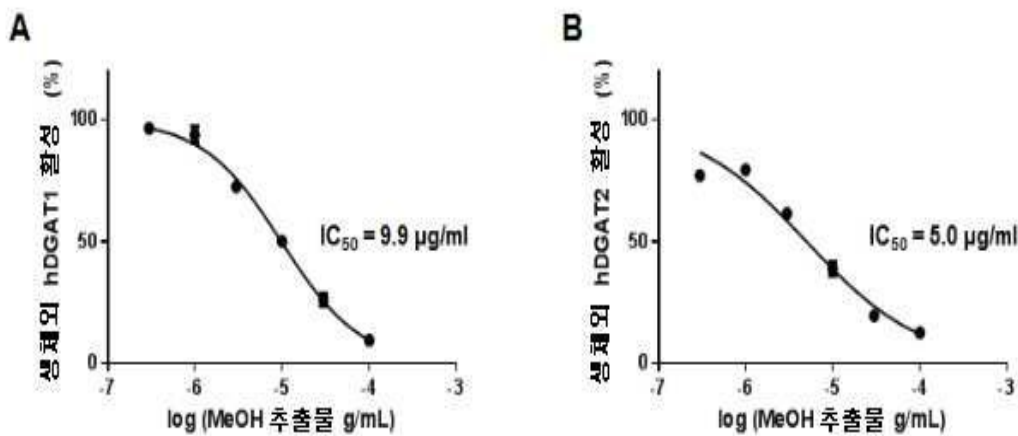 A
생체외 hDGAT1 활성 (%)
100
50
0
IC50 = 9.9 µg/ml
-7 -6 -5 -4 -3
log (MeOH 추출물 g/mL)
B
생체외 hDGAT2 활성 (%)
100
50
0
IC50 = 5.0 µg/ml
-7 -6 -5 -4 -3
log (MeOH 추출물 g/mL)